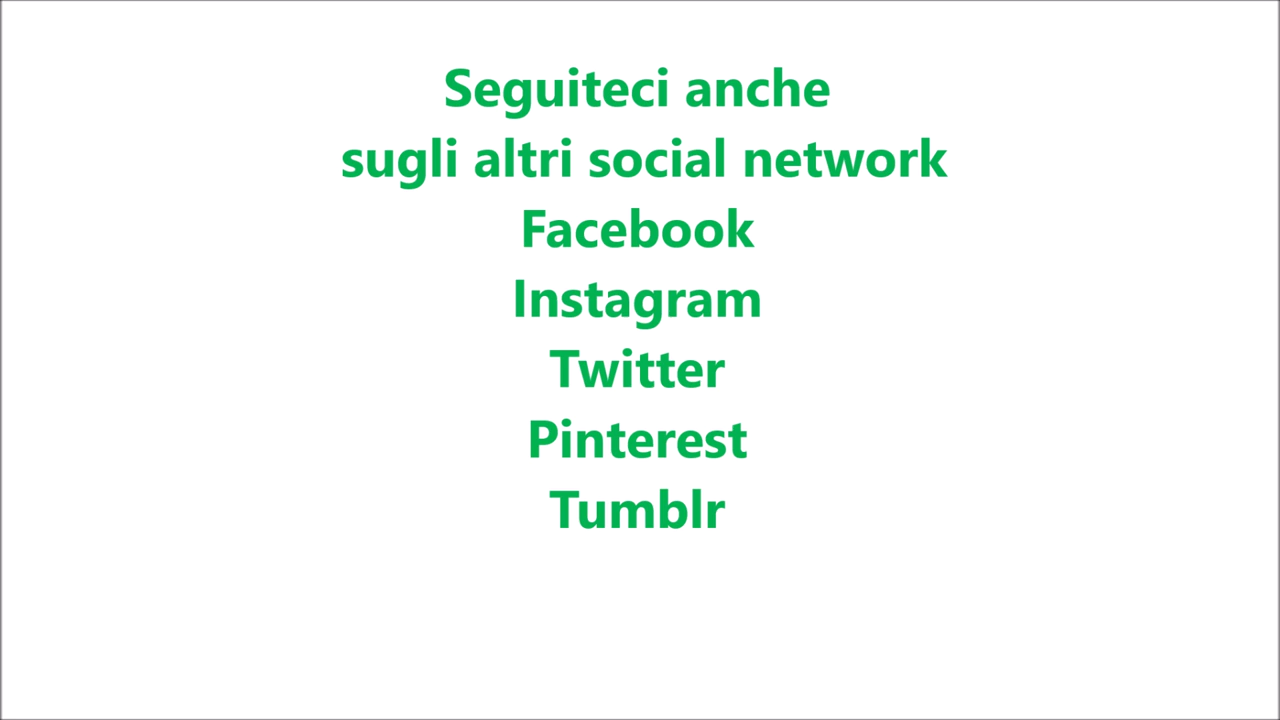 Seguiteci anche
sugli altri social network
Facebook
Instagram
Twitter
Pinterest
Tumblr